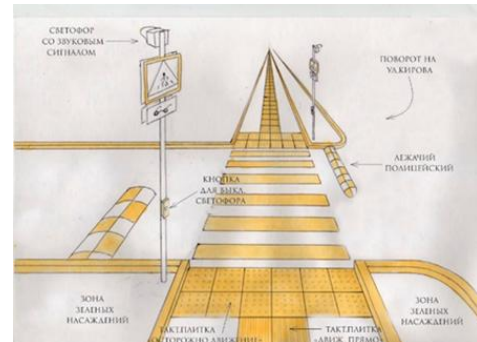 СВЕТОФОР
СО ЗВУКОВЫМ
СИГНАЛОМ
ПОВОРОТ НА
УЛ.КИРОВА
ЛЕЖАЧИЙ
ПОЛИЦЕЙСКИЙ
КНОПКА
ДЛЯ ВЫКЛ.
СВЕТОФОРА
ЗОНА
ЗЕЛЕНЫХ
НАСАЖДЕНИЙ
ЗОНА
ЗЕЛЕНЫХ
НАСАЖДЕНИЙ
ТАКТ.ПЛИТКА
«ОСТОРОЖНО ДВИЖЕНИЕ»
ТАКТ.ПЛИТКА
«ДВИЖ. ПРЯМО»